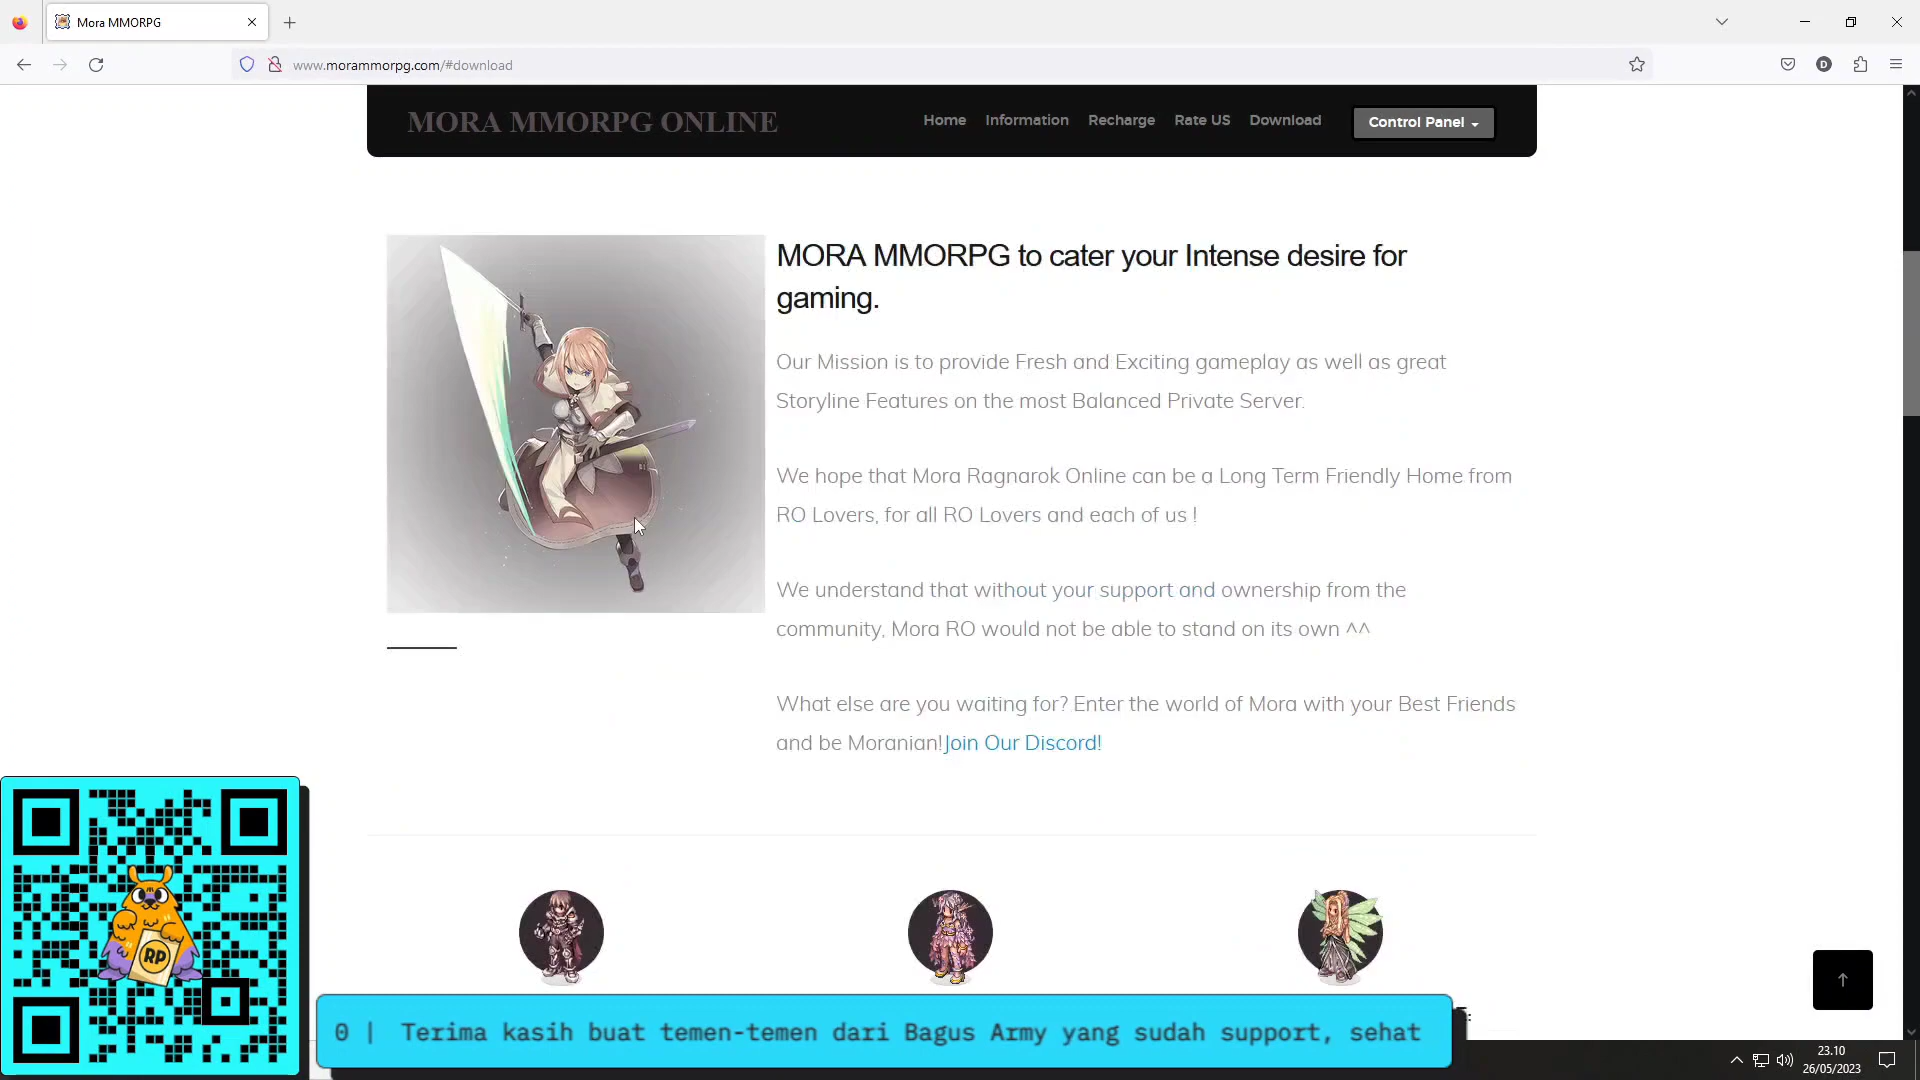 Mora MMORPG
www.morammorpg.com/#download
D
MORA MMORPG ONLINE
Home
Information
Recharge
Rate US
Download
Control Panel
MORA MMORPG to cater your Intense desire for
gaming.
Our Mission is to provide Fresh and Exciting gameplay as well as great
Storyline Features on the most Balanced Private Server.
We hope that Mora Ragnarok Online can be a Long Term Friendly Home from
RO Lovers, for all RO Lovers and each of us !
We understand that without your support and ownership from the
community, Mora RO would not be able to stand on its own ^^
What else are you waiting for? Enter the world of Mora with your Best Friends
and be Moranian!Join Our Discord!
RP
0 | Terima kasih buat temen-temen dari Bagus Army yang sudah support, sehat
23.10
26/05/2023